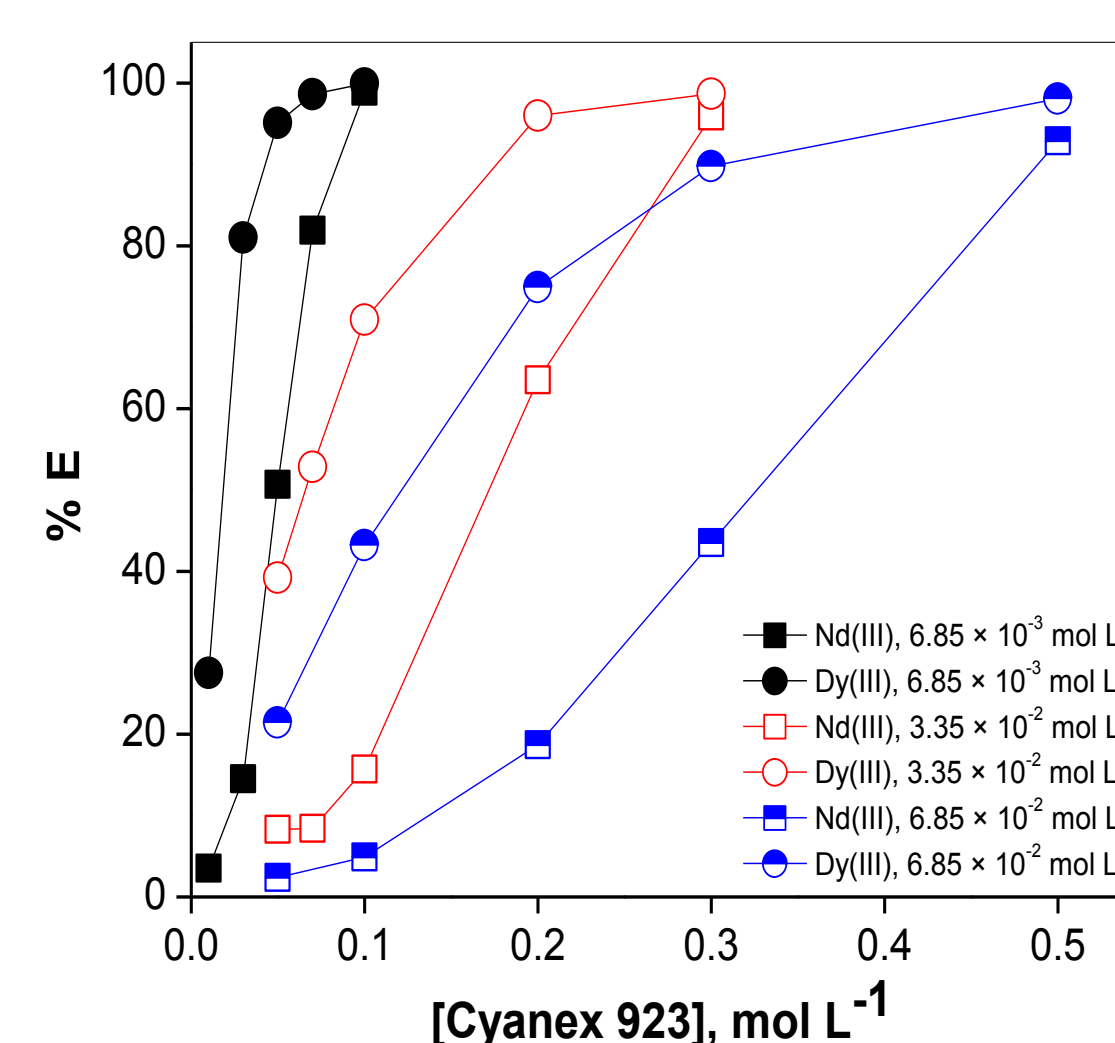 100
80
60
40
20
0
% E
Nd(III), 6.85 × 10⁻³ mol L
Dy(III), 6.85 × 10⁻³ mol L
Nd(III), 3.35 × 10⁻² mol L
Dy(III), 3.35 × 10⁻² mol L
Nd(III), 6.85 × 10⁻² mol L
Dy(III), 6.85 × 10⁻² mol L
0.0 0.1 0.2 0.3 0.4 0.5
[Cyanex 923], mol L⁻¹